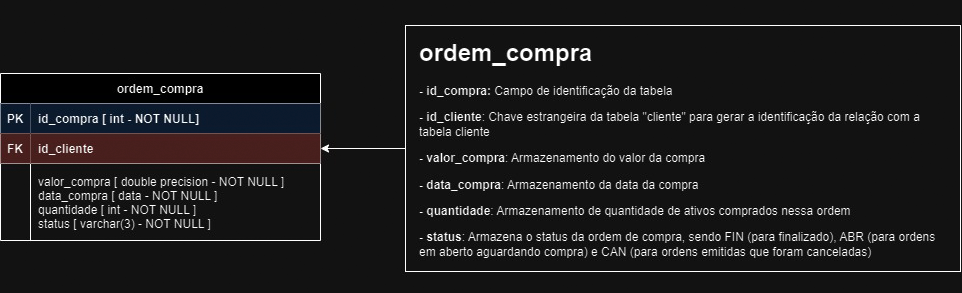 ordem_compra
PK id_compra [ int - NOT NULL]
FK id_cliente
valor_compra [ double precision - NOT NULL ]
data_compra [ data - NOT NULL ]
quantidade [ int - NOT NULL ]
status [ varchar(3) - NOT NULL ]
ordem_compra
- id_compra: Campo de identificação da tabela
- id_cliente: Chave estrangeira da tabela "cliente" para gerar a identificação da relação com a
tabela cliente
- valor_compra: Armazenamento do valor da compra
- data_compra: Armazenamento da data da compra
- quantidade: Armazenamento de quantidade de ativos comprados nessa ordem
- status: Armazena o status da ordem de compra, sendo FIN (para finalizado), ABR (para ordens
em aberto aguardando compra) e CAN (para ordens emitidas que foram canceladas)